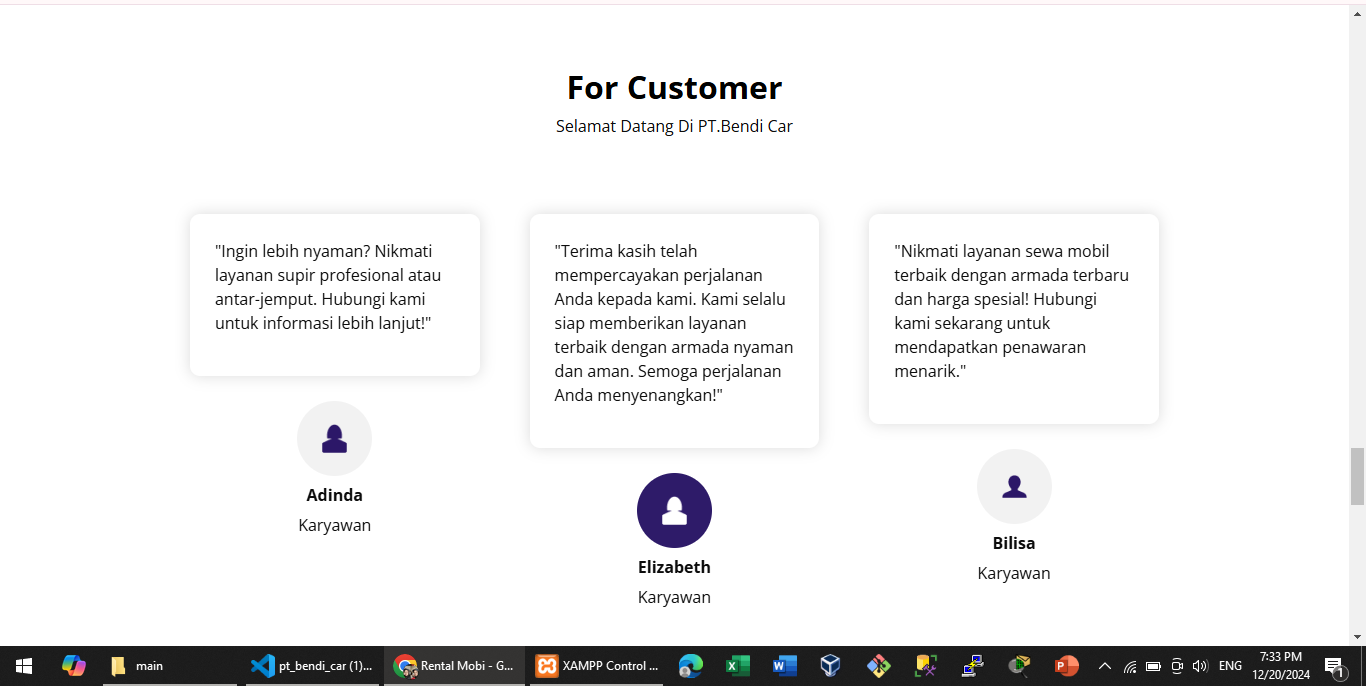 For Customer
Selamat Datang Di PT.Bendi Car
"Ingin lebih nyaman? Nikmati
layanan supir profesional atau
antar-jemput. Hubungi kami
untuk informasi lebih lanjut!"
Adinda
Karyawan
"Terima kasih telah
mempercayakan perjalanan
Anda kepada kami. Kami selalu
siap memberikan layanan
terbaik dengan armada nyaman
dan aman. Semoga perjalanan
Anda menyenangkan!"
Elizabeth
Karyawan
"Nikmati layanan sewa mobil
terbaik dengan armada terbaru
dan harga spesial! Hubungi
kami sekarang untuk
mendapatkan penawaran
menarik."
Bilisa
Karyawan
main
pt_bendi_car (1)...
Rental Mobi - G...
XAMPP Control ...
ENG
7:33 PM
12/20/2024
1